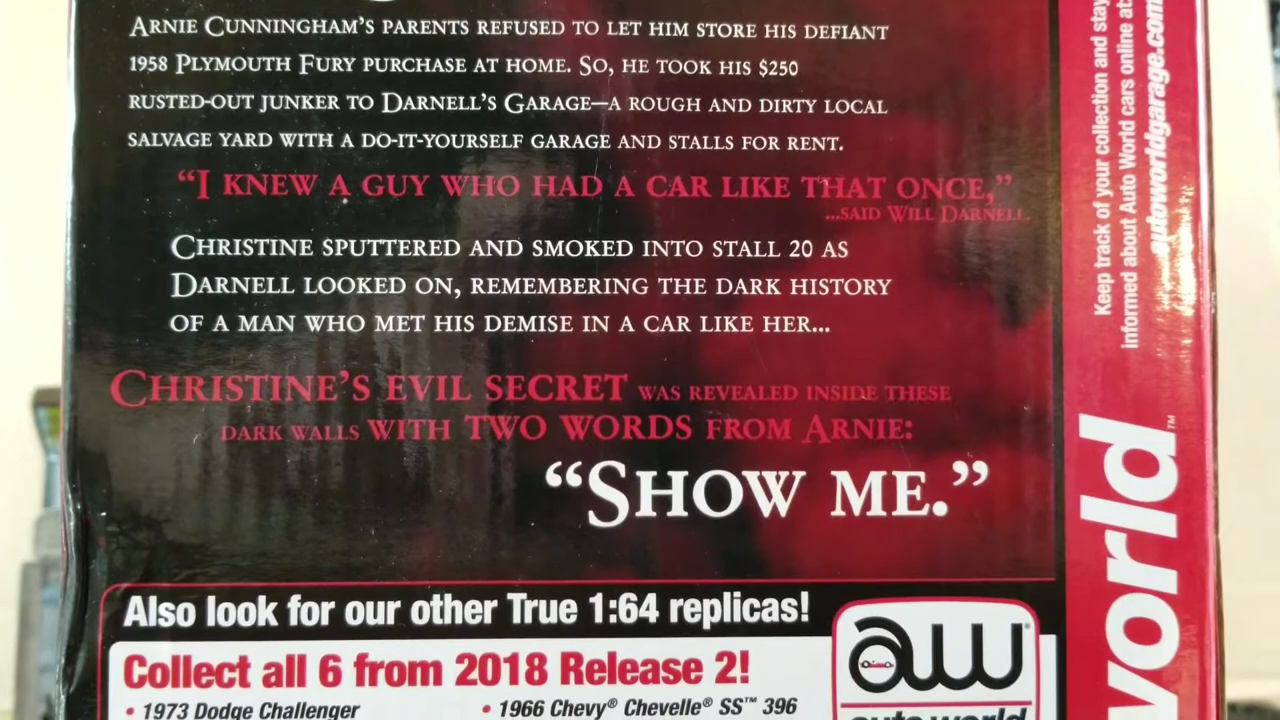 ARNIE CUNNINGHAM'S PARENTS REFUSED TO LET HIM STORE HIS DEFIANT
1958 PLYMOUTH FURY PURCHASE AT HOME. SO, HE TOOK HIS $250
RUSTED-OUT JUNKER TO DARNELL'S GARAGE—A ROUGH AND DIRTY LOCAL
SALVAGE YARD WITH A DO-IT-YOURSELF GARAGE AND STALLS FOR RENT.
“I KNEW A GUY WHO HAD A CAR LIKE THAT ONCE,”
...SAID WILL DARNELL.
CHRISTINE SPUTTERED AND SMOKED INTO STALL 20 AS
DARNELL LOOKED ON, REMEMBERING THE DARK HISTORY
OF A MAN WHO MET HIS DEMISE IN A CAR LIKE HER...
CHRISTINE'S EVIL SECRET WAS REVEALED INSIDE THESE
DARK WALLS WITH TWO WORDS FROM ARNIE:
“SHOW ME.”
Also look for our other True 1:64 replicas!
Collect all 6 from 2018 Release 2!
• 1973 Dodge Challenger
• 1966 Chevy® Chevelle® SS™ 396
aw®
auto world
Keep track of your collection and stay
informed about Auto World cars online at:
autoworldgarage.com
world™